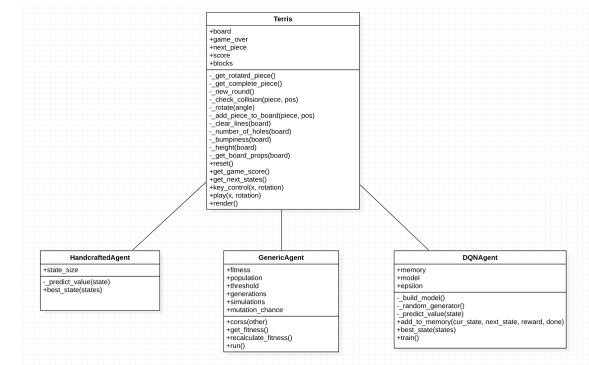 Terris
+board
+game_over
+next_piece
+score
+blocks
-_get_rotated_piece()
-_get_complete_piece()
-_new_round()
-_check_collision(piece, pos)
-_rotate(angle)
-_add_piece_to_board(piece, pos)
-_clear_lines(board)
-_number_of_holes(board)
-_bumpiness(board)
-_height(board)
-_get_board_props(board)
+reset()
+get_game_score()
+get_next_states()
+key_control(x, rotation)
+play(x, rotation)
+render()
HandcraftedAgent
+state_size
-_predict_value(state)
+best_state(states)
GenericAgent
+fitness
+population
+threshold
+generations
+simulations
+mutation_chance
+corss(other)
+get_fitness()
+recalculate_fitness()
+run()
DQNAgent
+memory
+model
+epsilon
-_build_model()
-_random_generator()
-_predict_value(state)
+add_to_memory(cur_state, next_state, reward, done)
+best_state(states)
+train()